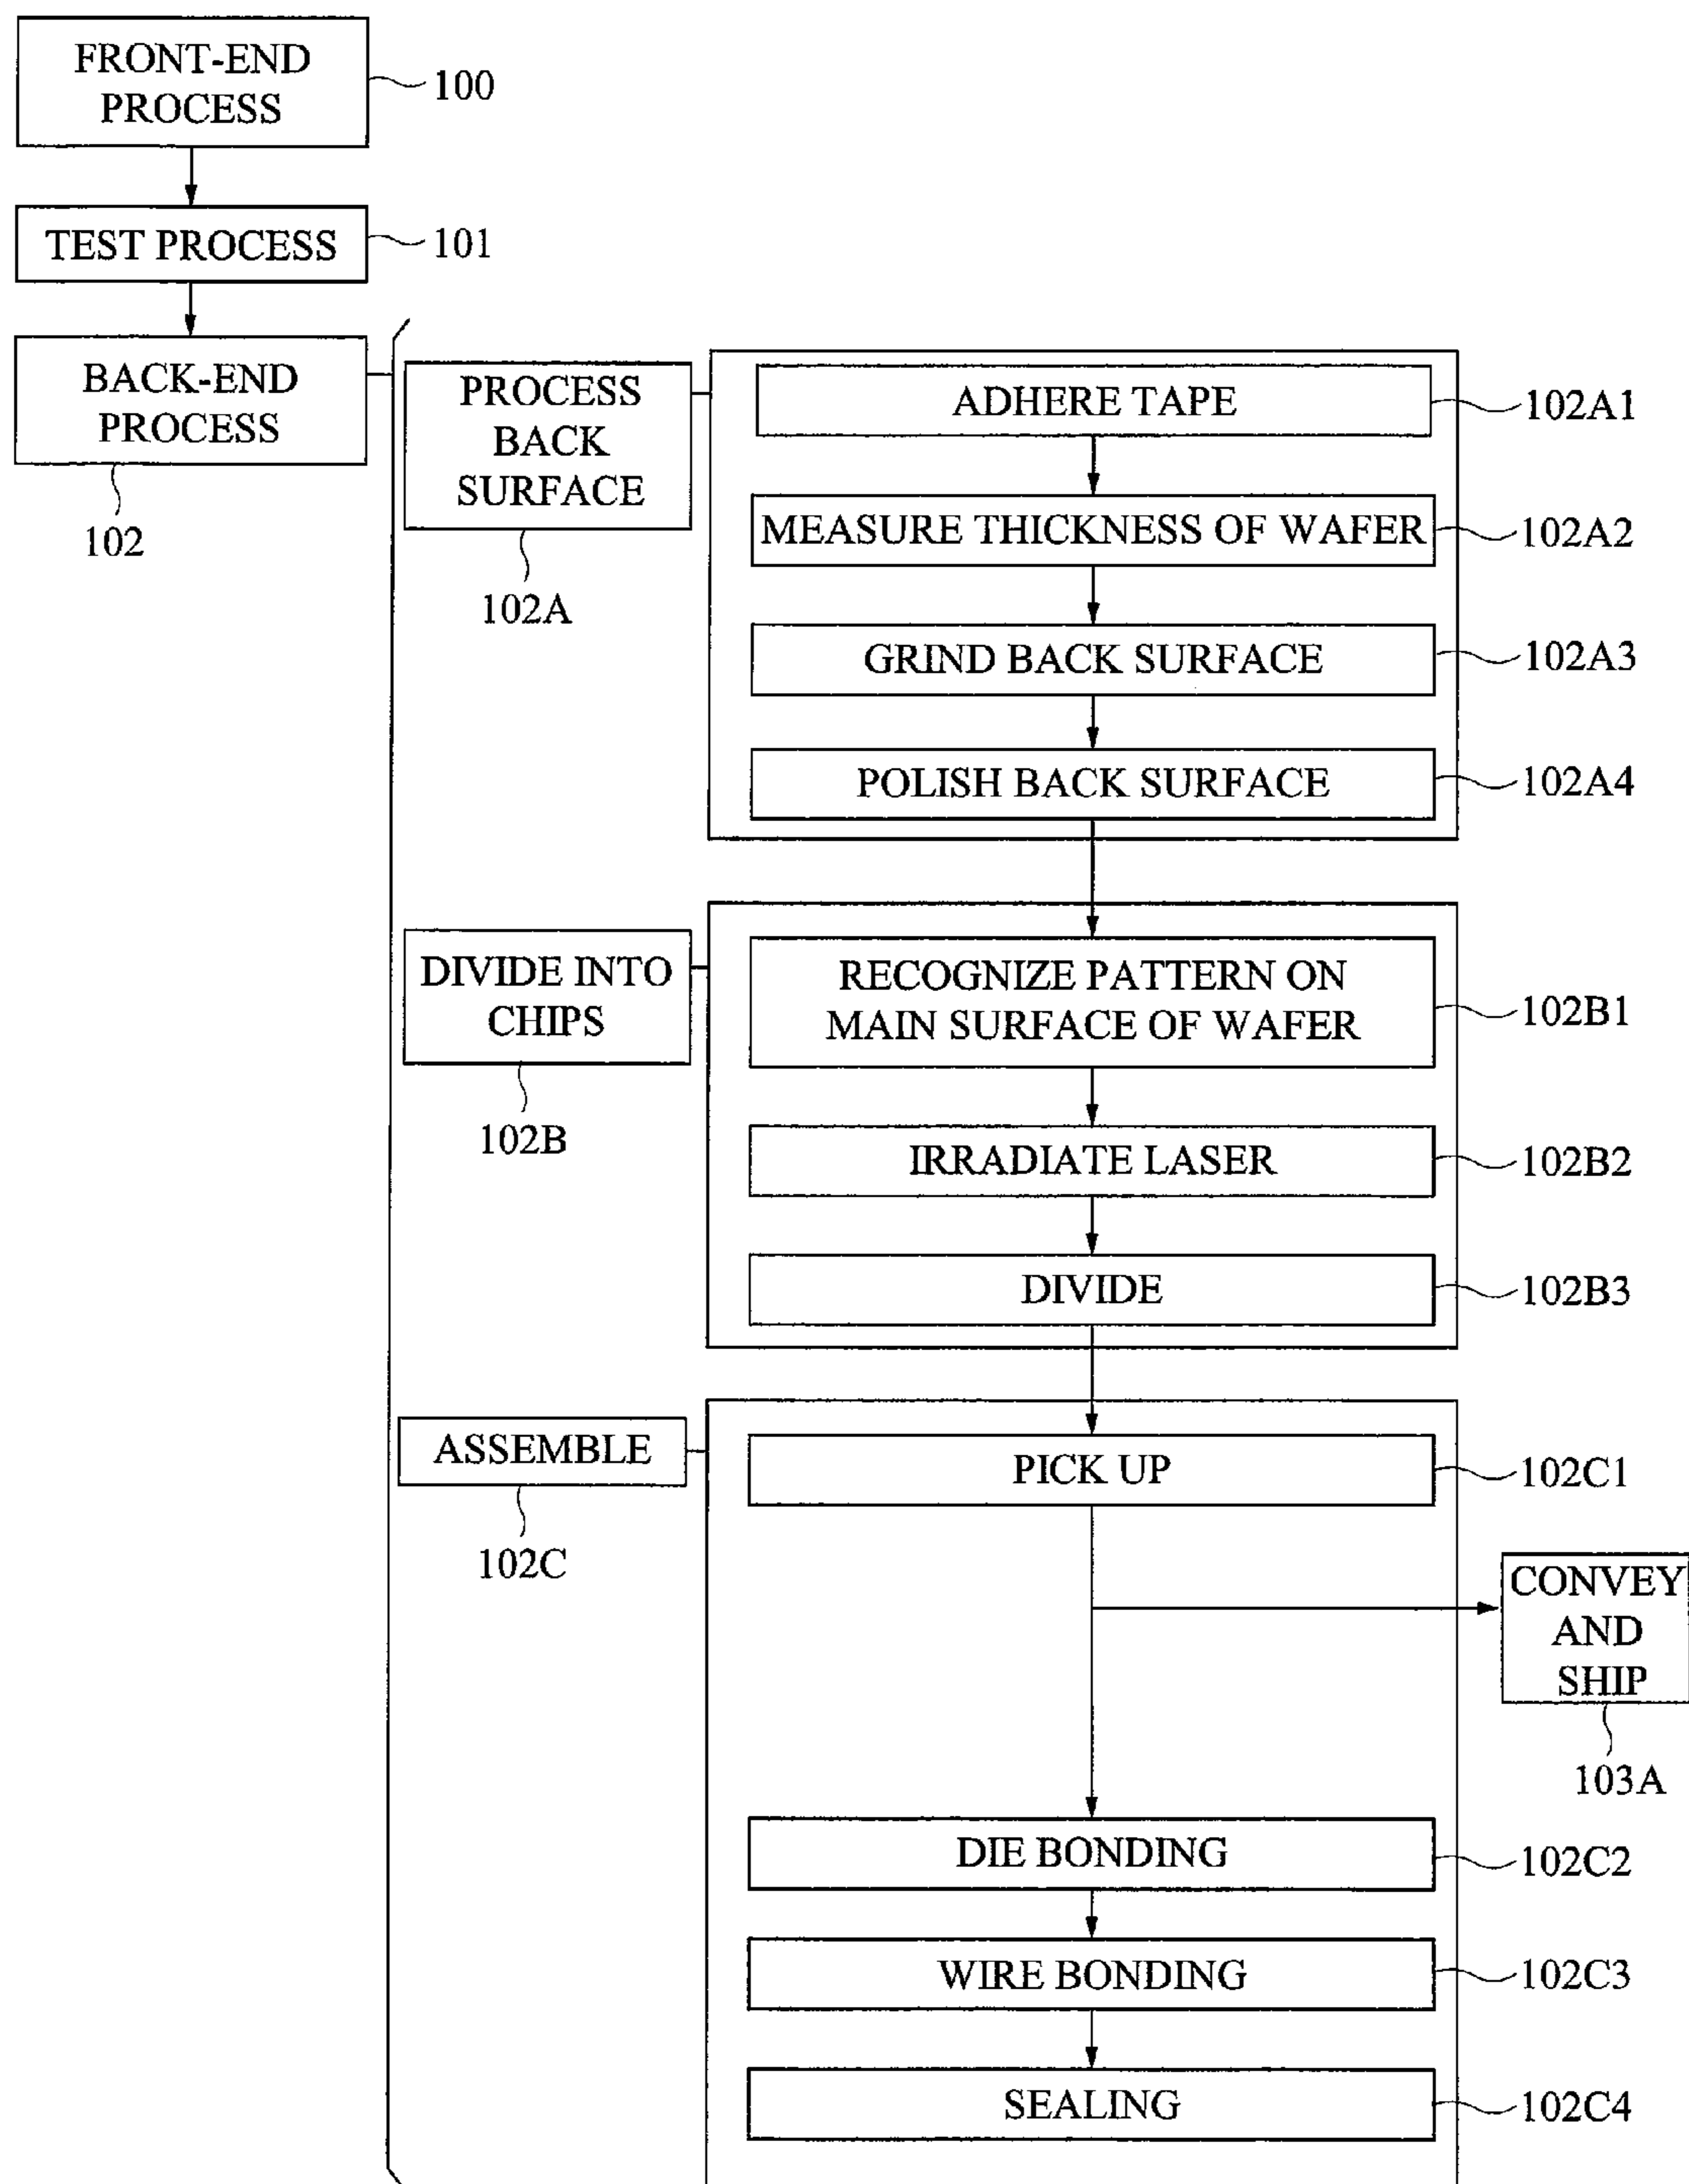 FRONT-END
PROCESS
100
TEST PROCESS
101
BACK-END
PROCESS
102
PROCESS
BACK
SURFACE
102A
ADHERE TAPE
102A1
MEASURE THICKNESS OF WAFER
102A2
GRIND BACK SURFACE
102A3
POLISH BACK SURFACE
102A4
DIVIDE INTO
CHIPS
102B
RECOGNIZE PATTERN ON
MAIN SURFACE OF WAFER
102B1
IRRADIATE LASER
102B2
DIVIDE
102B3
ASSEMBLE
102C
PICK UP
102C1
CONVEY
AND
SHIP
103A
DIE BONDING
102C2
WIRE BONDING
102C3
SEALING
102C4